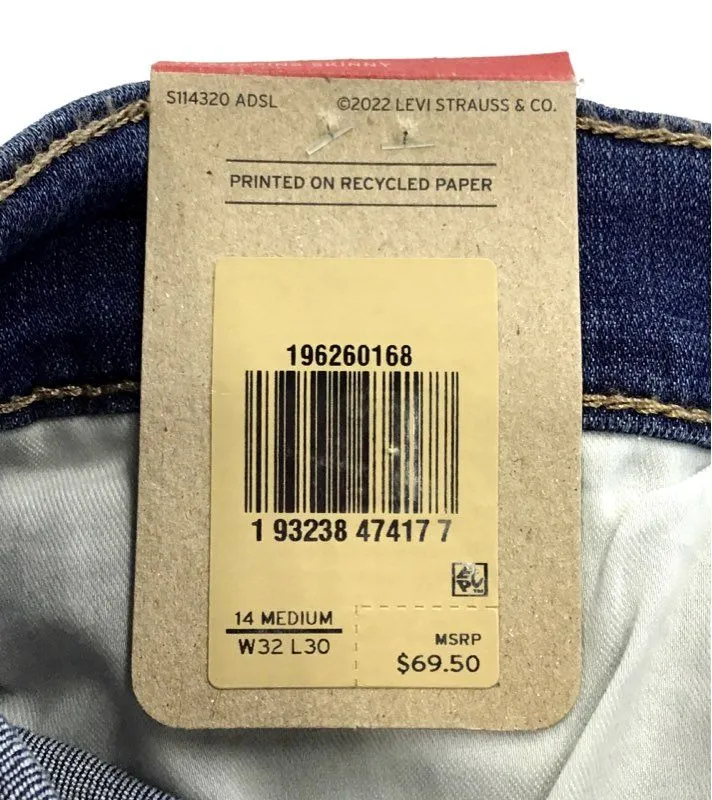 SKINNY
S114320 ADSL ©2022 LEVI STRAUSS & CO.
PRINTED ON RECYCLED PAPER
196260168
1 93238 47417 7
14 MEDIUM
W32 L30
MSRP
$69.50